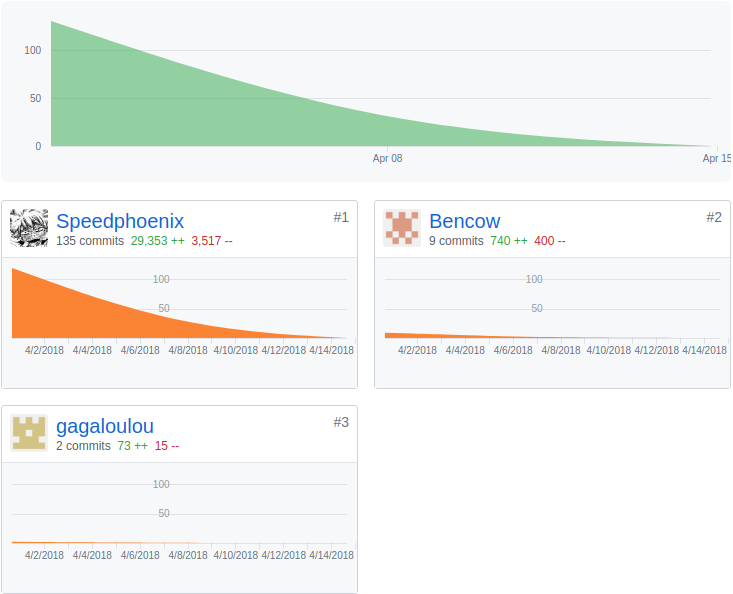 100
50
0
Apr 08
Apr 15
Speedphoenix
#1
135 commits 29,353 ++ 3,517 --
100
50
4/2/2018 4/4/2018 4/6/2018 4/8/2018 4/10/2018 4/12/2018 4/14/2018
Bencow
#2
9 commits 740 ++ 400 --
100
50
4/2/2018 4/4/2018 4/6/2018 4/8/2018 4/10/2018 4/12/2018 4/14/2018
gagaloulou
#3
2 commits 73 ++ 15 --
100
50
4/2/2018 4/4/2018 4/6/2018 4/8/2018 4/10/2018 4/12/2018 4/14/2018